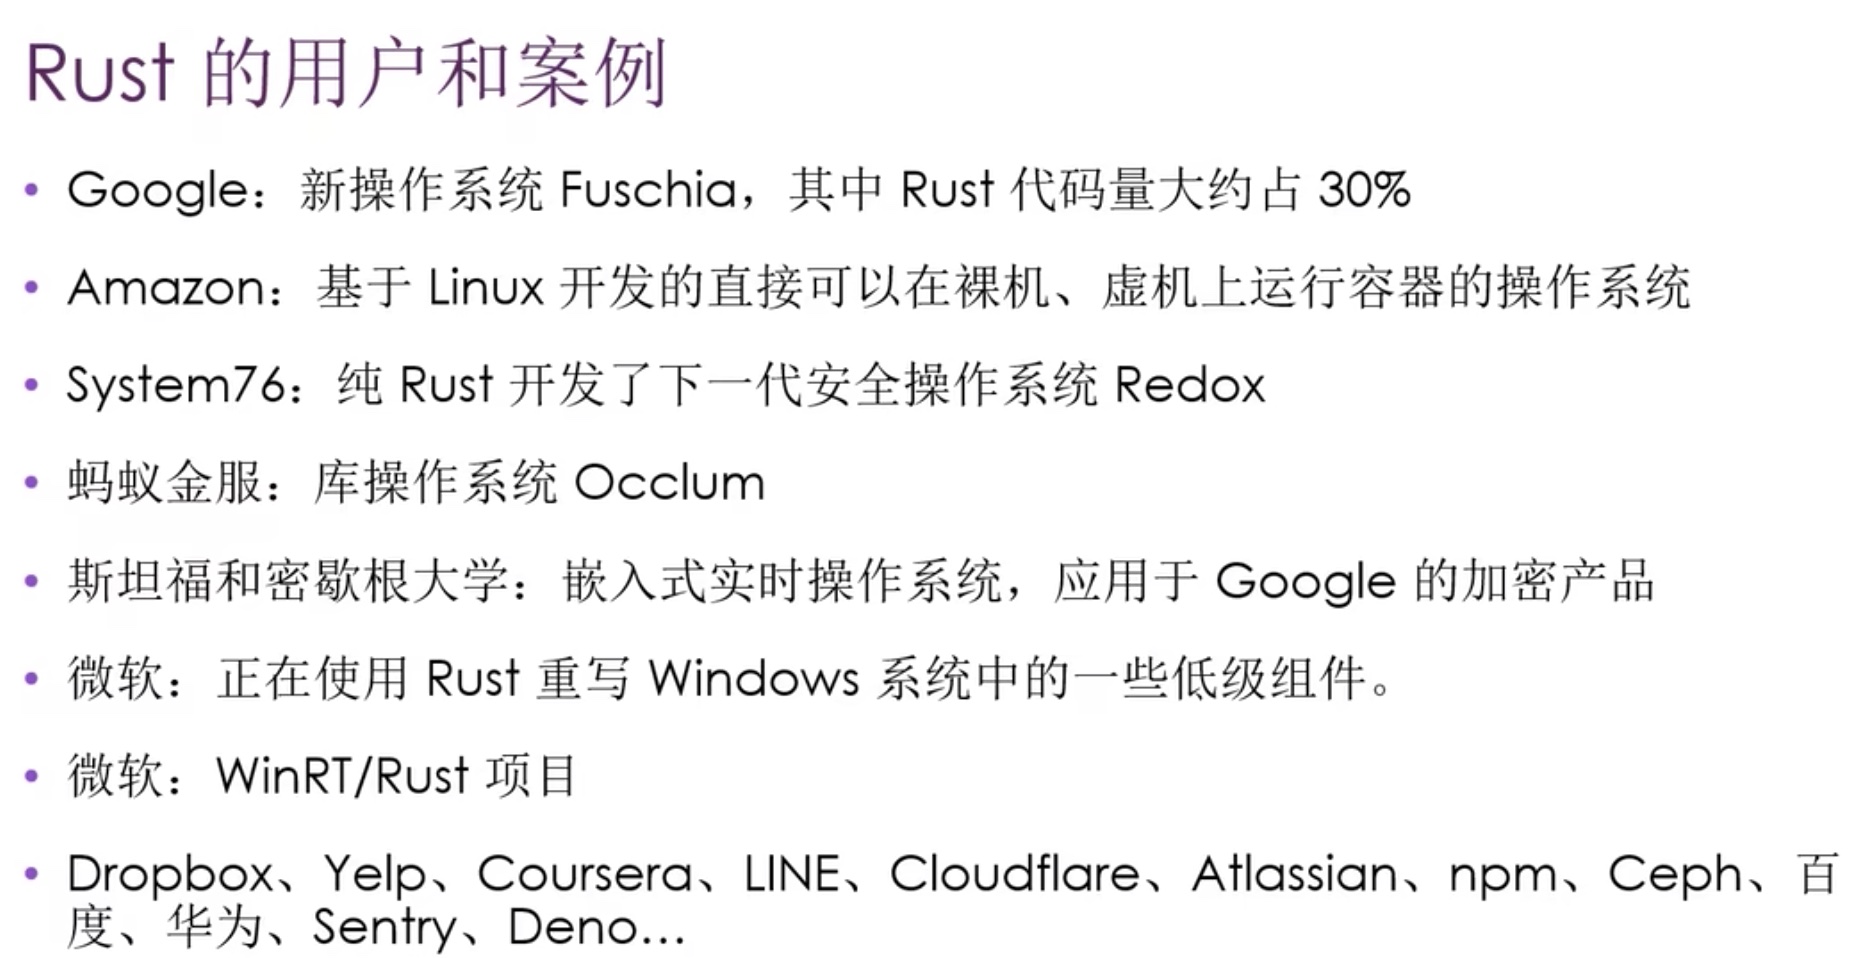 Rust 的用户和案例
• Google：新操作系统 Fuschia，其中 Rust 代码量大约占 30%
• Amazon：基于 Linux 开发的直接可以在裸机、虚机上运行容器的操作系统
• System76：纯 Rust 开发了下一代安全操作系统 Redox
• 蚂蚁金服：库操作系统 Occlum
• 斯坦福和密歇根大学：嵌入式实时操作系统，应用于 Google 的加密产品
• 微软：正在使用 Rust 重写 Windows 系统中的一些低级组件。
• 微软：WinRT/Rust 项目
• Dropbox、Yelp、Coursera、LINE、Cloudflare、Atlassian、npm、Ceph、百
度、华为、Sentry、Deno...